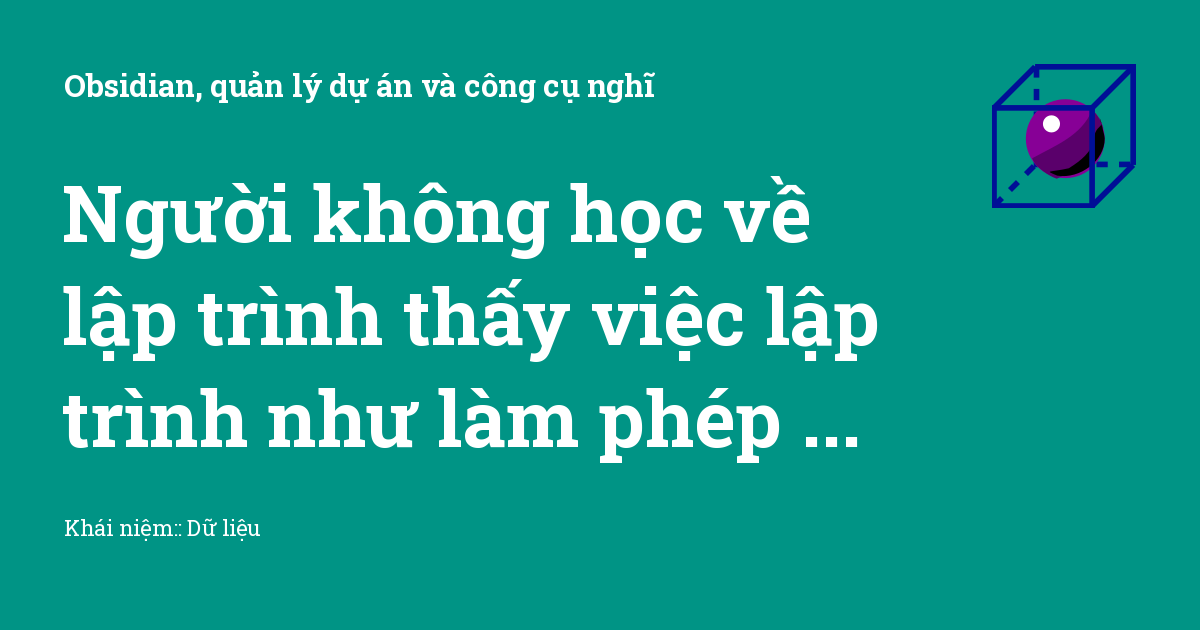 Obsidian, quản lý dự án và công cụ nghĩ
Người không học về
lập trình thấy việc lập
trình như làm phép ...
Khái niệm:: Dữ liệu